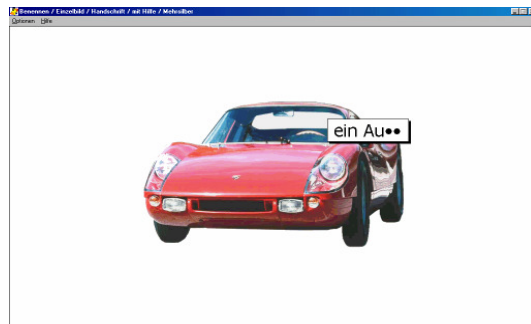 Benennen / Einzelbild / Handschrift / mit Hilfe / Mehrsilber
Optionen Hilfe
ein Au••